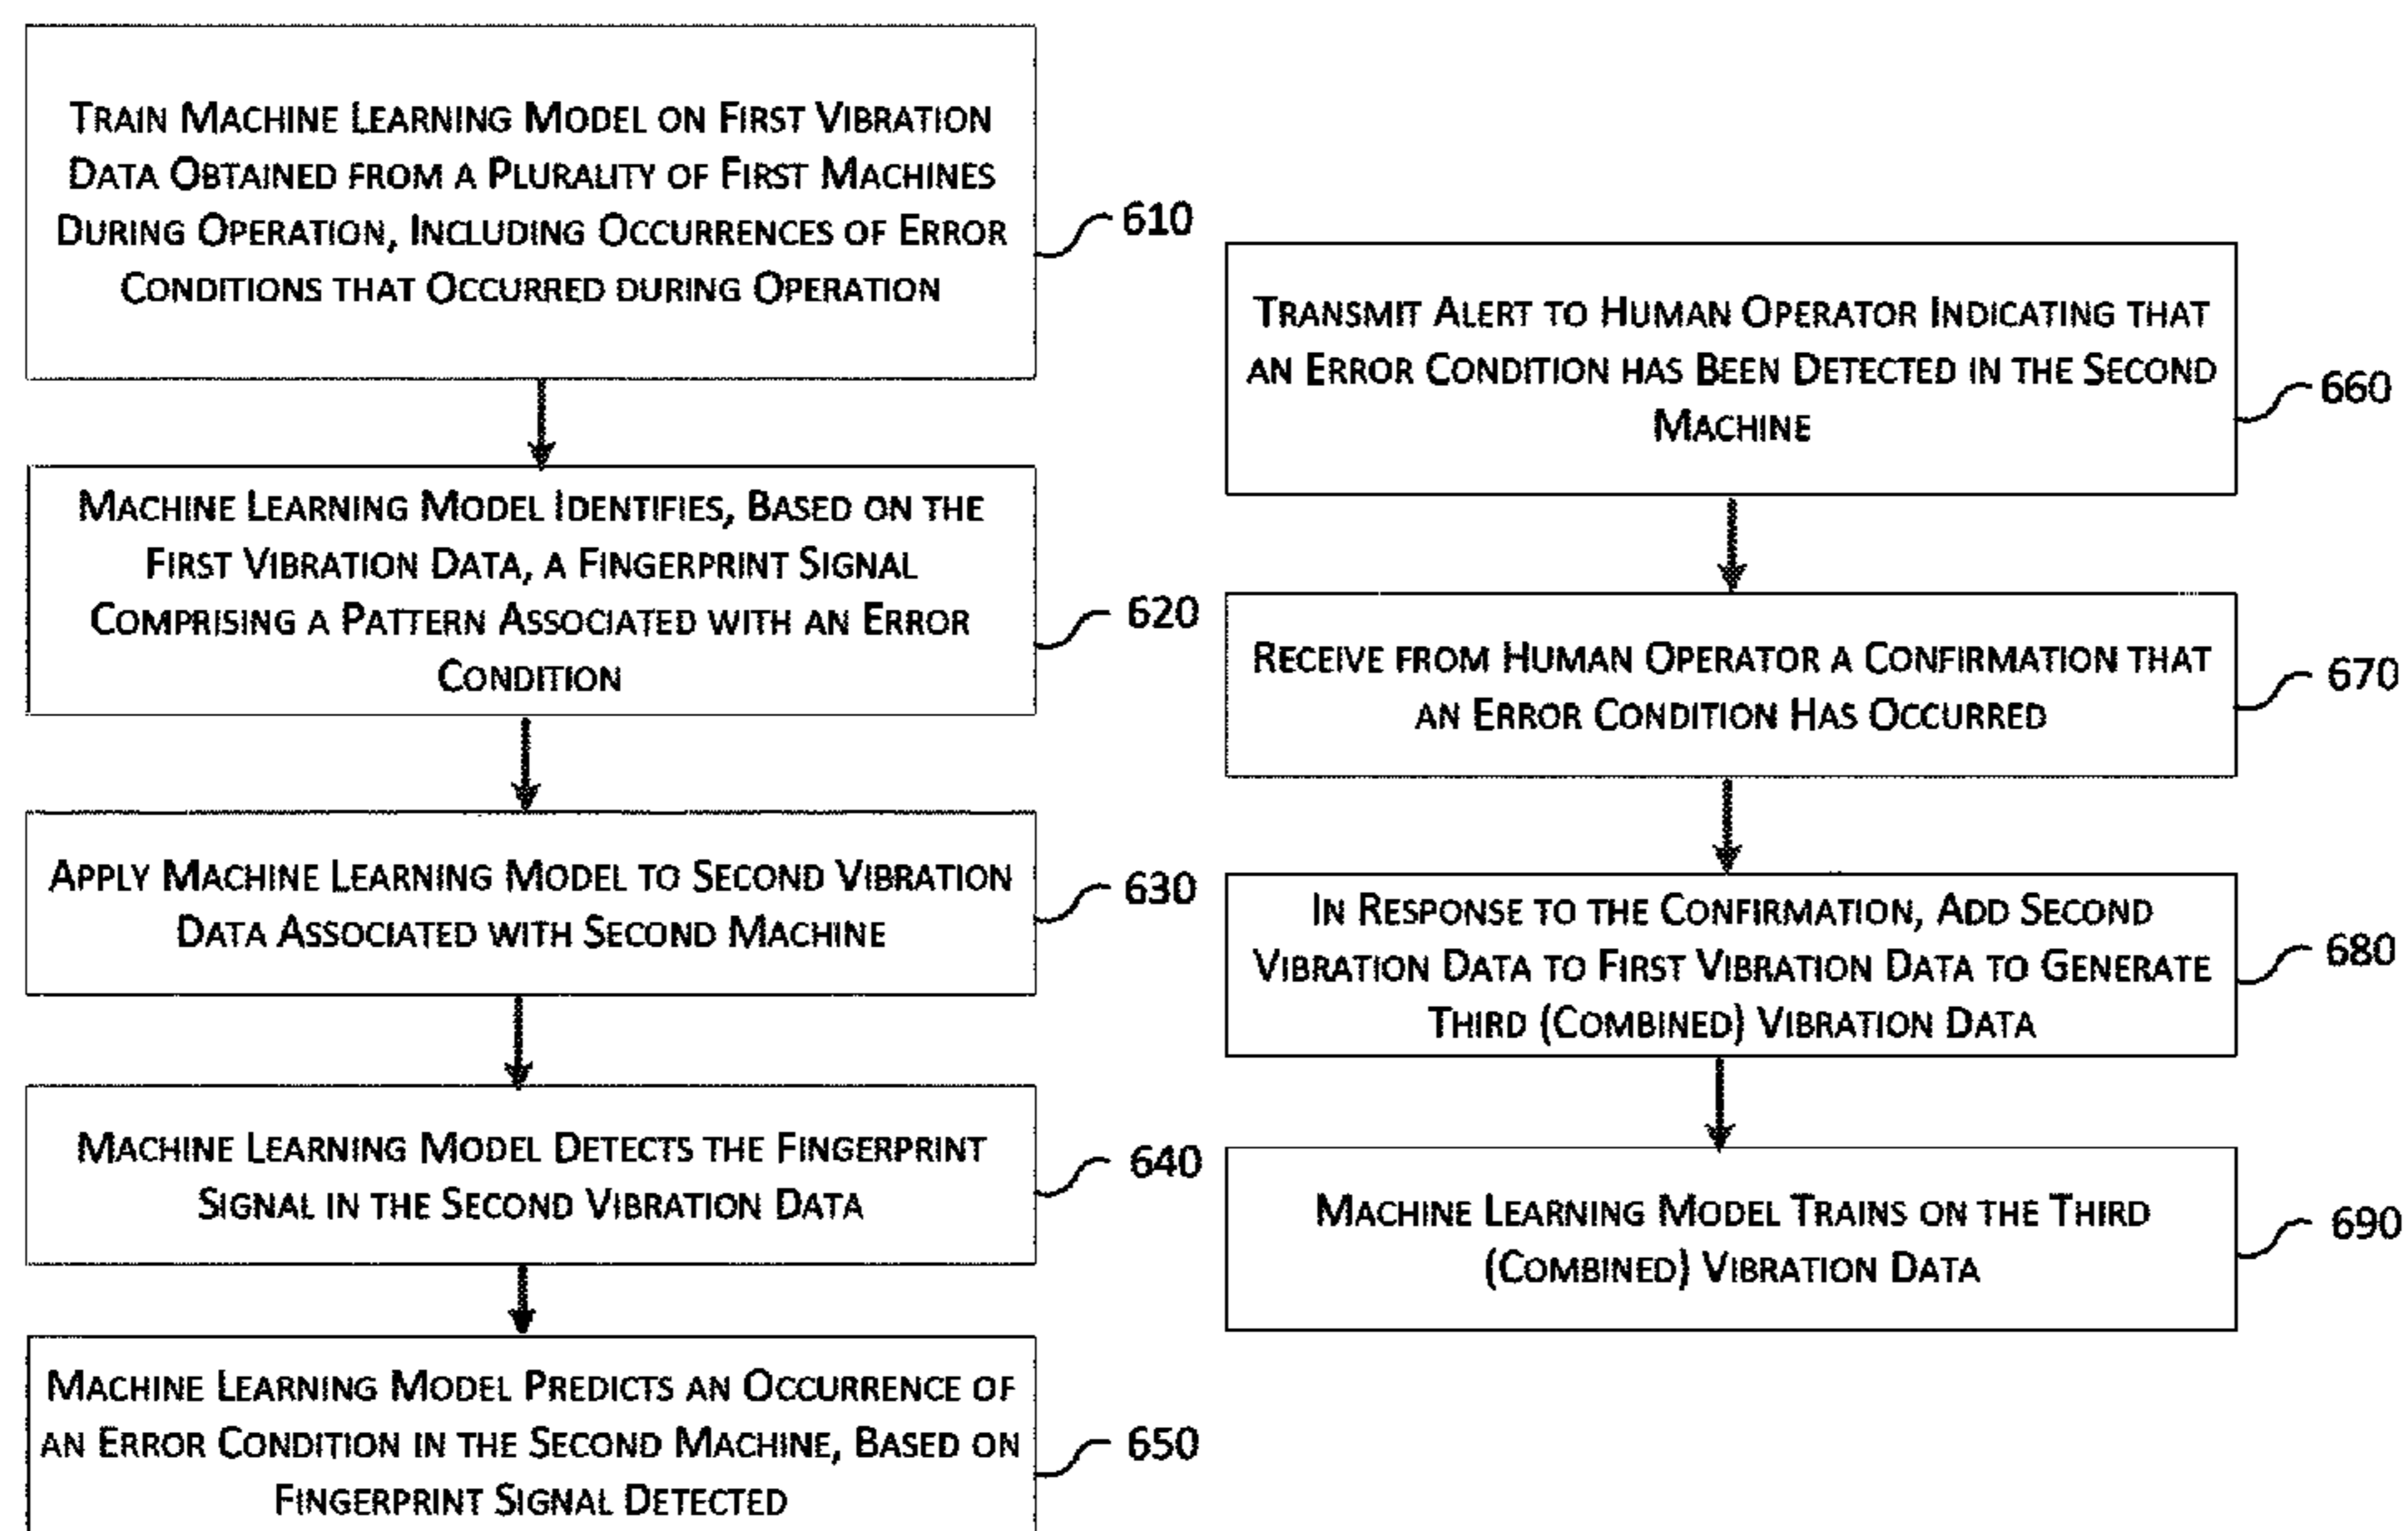 TRAIN MACHINE LEARNING MODEL ON FIRST VIBRATION
DATA OBTAINED FROM A PLURALITY OF FIRST MACHINES
DURING OPERATION, INCLUDING OCCURRENCES OF ERROR
CONDITIONS THAT OCCURRED DURING OPERATION
610
MACHINE LEARNING MODEL IDENTIFIES, BASED ON THE
FIRST VIBRATION DATA, A FINGERPRINT SIGNAL
COMPRISING A PATTERN ASSOCIATED WITH AN ERROR
CONDITION
620
APPLY MACHINE LEARNING MODEL TO SECOND VIBRATION
DATA ASSOCIATED WITH SECOND MACHINE
630
MACHINE LEARNING MODEL DETECTS THE FINGERPRINT
SIGNAL IN THE SECOND VIBRATION DATA
640
MACHINE LEARNING MODEL PREDICTS AN OCCURRENCE OF
AN ERROR CONDITION IN THE SECOND MACHINE, BASED ON
FINGERPRINT SIGNAL DETECTED
650
TRANSMIT ALERT TO HUMAN OPERATOR INDICATING THAT
AN ERROR CONDITION HAS BEEN DETECTED IN THE SECOND
MACHINE
660
RECEIVE FROM HUMAN OPERATOR A CONFIRMATION THAT
AN ERROR CONDITION HAS OCCURRED
670
IN RESPONSE TO THE CONFIRMATION, ADD SECOND
VIBRATION DATA TO FIRST VIBRATION DATA TO GENERATE
THIRD (COMBINED) VIBRATION DATA
680
MACHINE LEARNING MODEL TRAINS ON THE THIRD
(COMBINED) VIBRATION DATA
690